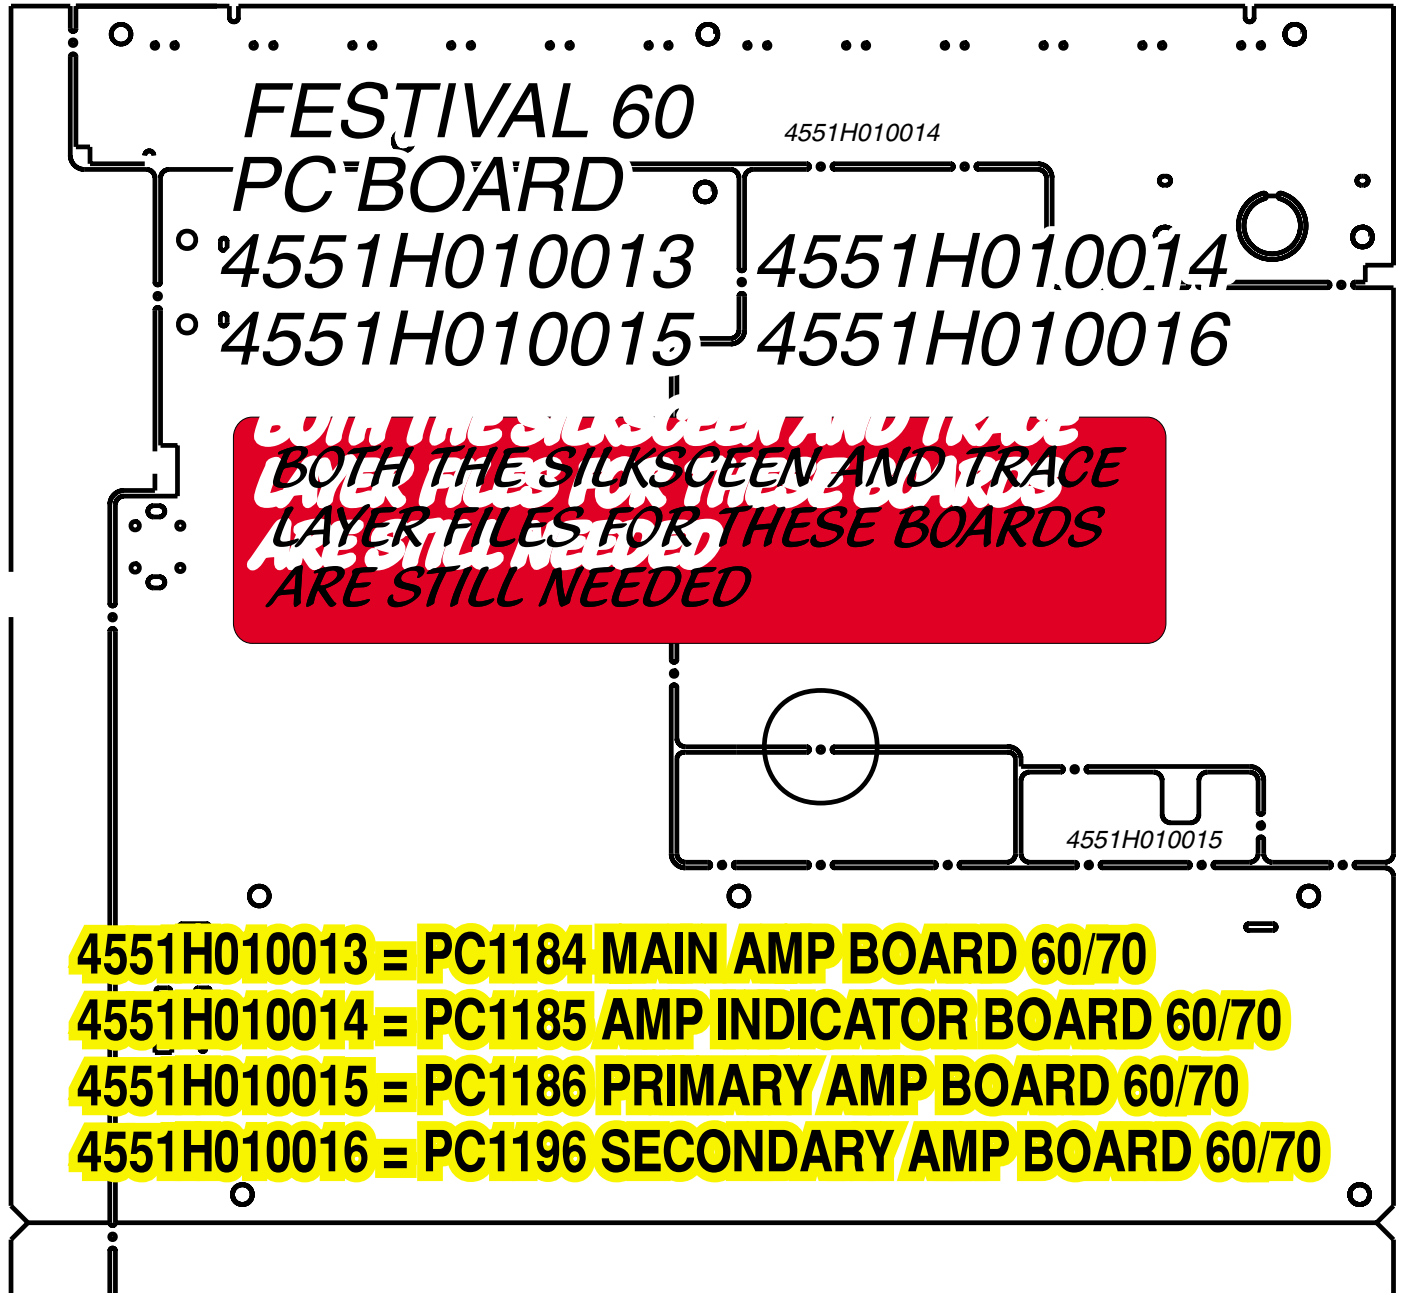 FESTIVAL 60
4551H010014
PC BOARD
4551H010013 4551H010014
4551H010015 4551H010016
BOTH THE SILKSCEEN AND TRACE
LAYER FILES FOR THESE BOARDS
ARE STILL NEEDED
4551H010015
4551H010013 = PC1184 MAIN AMP BOARD 60/70
4551H010014 = PC1185 AMP INDICATOR BOARD 60/70
4551H010015 = PC1186 PRIMARY AMP BOARD 60/70
4551H010016 = PC1196 SECONDARY AMP BOARD 60/70